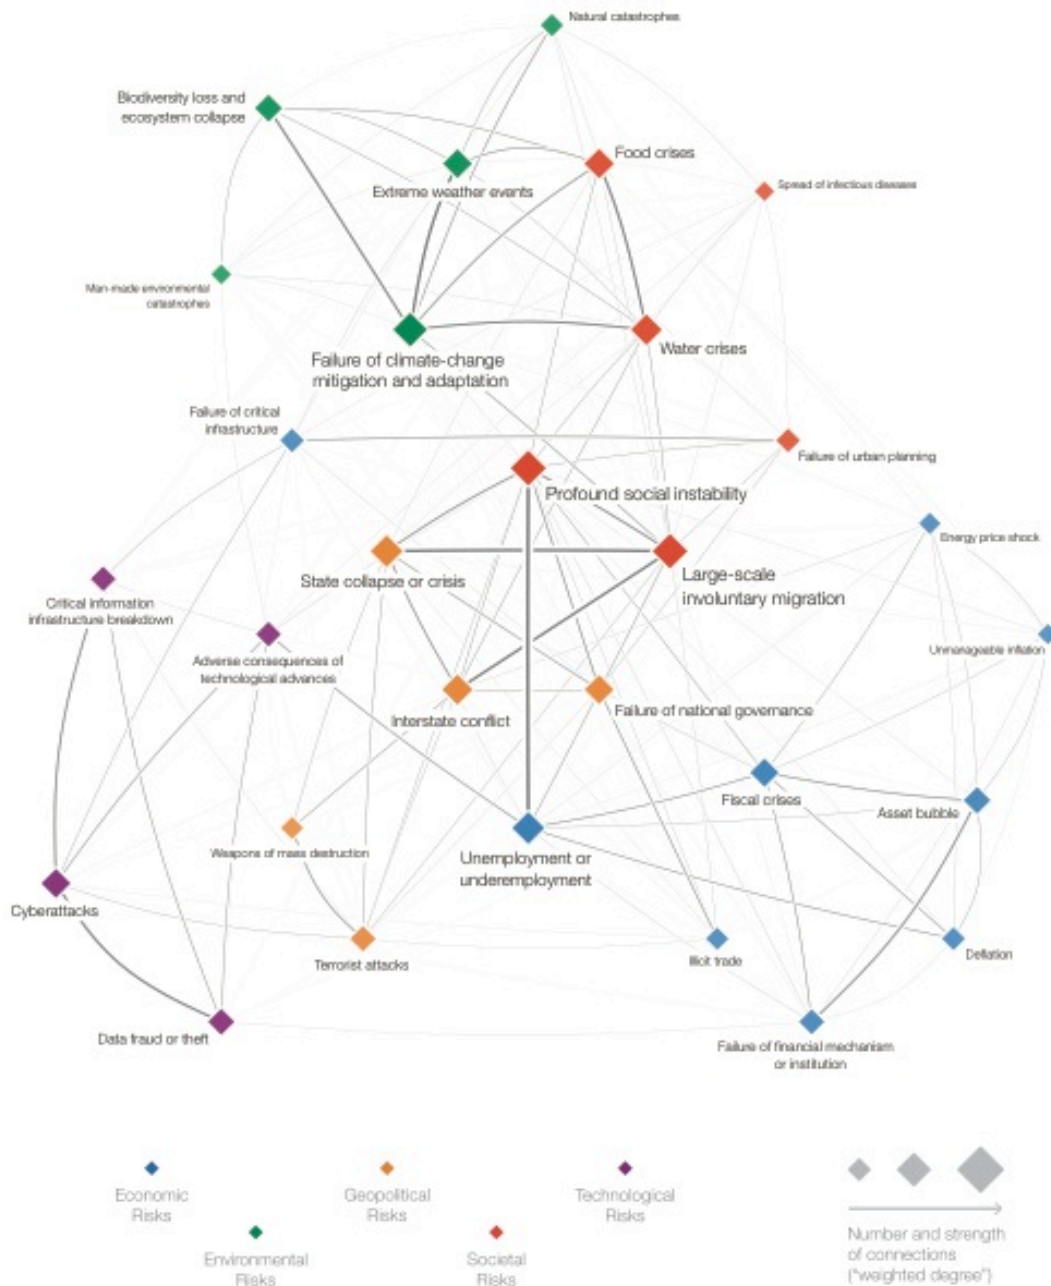 Natural catastrophes
Biodiversity loss and
ecosystem collapse
Food crises
Extreme weather events
Spread of infectious diseases
Man-made environmental
catastrophes
Water crises
Failure of climate-change
mitigation and adaptation
Failure of critical
infrastructure
Failure of urban planning
Profound social instability
Energy price shock
State collapse or crisis
Large-scale
involuntary migration
Critical information
infrastructure breakdown
Unmanageable inflation
Adverse consequences of
technological advances
Interstate conflict
Failure of national governance
Fiscal crises
Asset bubble
Weapons of mass destruction
Unemployment or
underemployment
Cyberattacks
Terrorist attacks
Illicit trade
Deflation
Data fraud or theft
Failure of financial mechanism
or institution
Economic
Risks
Geopolitical
Risks
Technological
Risks
Environmental
Risks
Societal
Risks
Number and strength
of connections
("weighted degree")